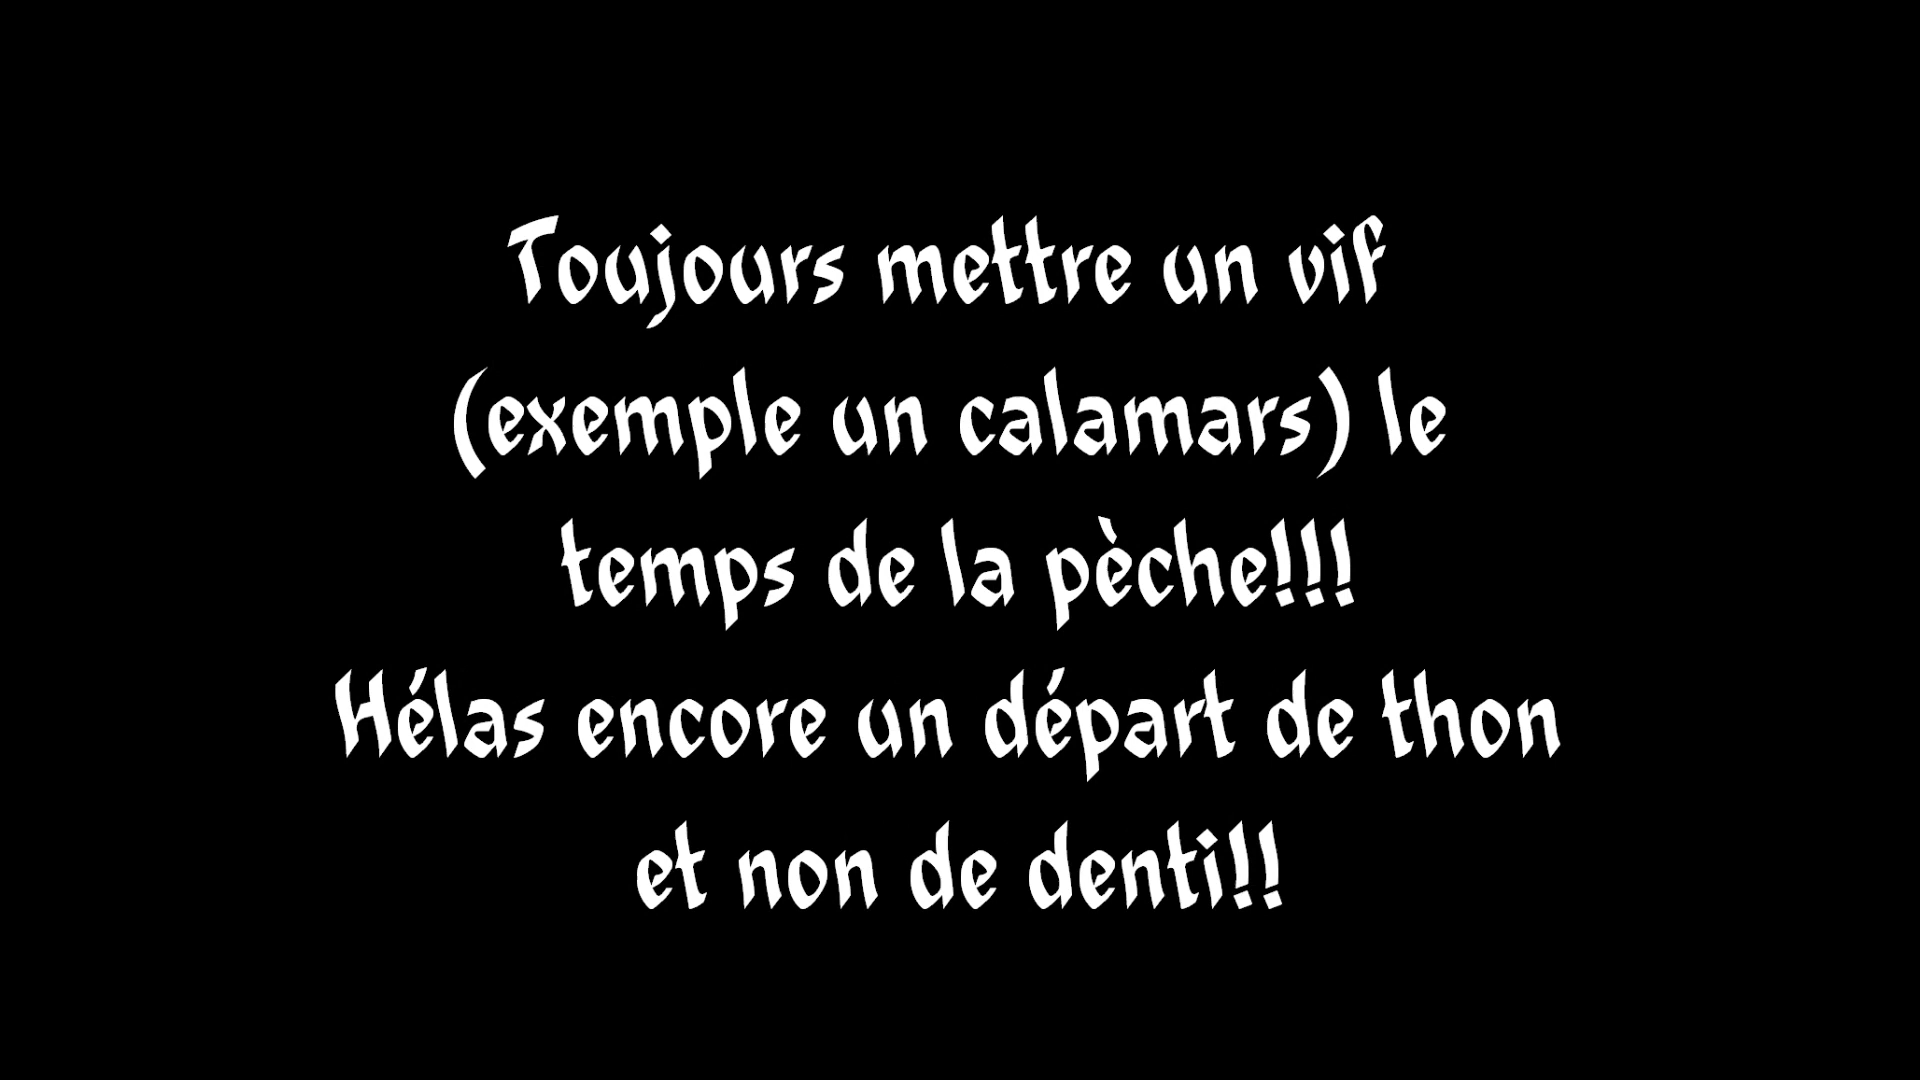 Toujours mettre un vif
(exemple un calamars) le
temps de la pèche!!!
Hélas encore un départ de thon
et non de denti!!